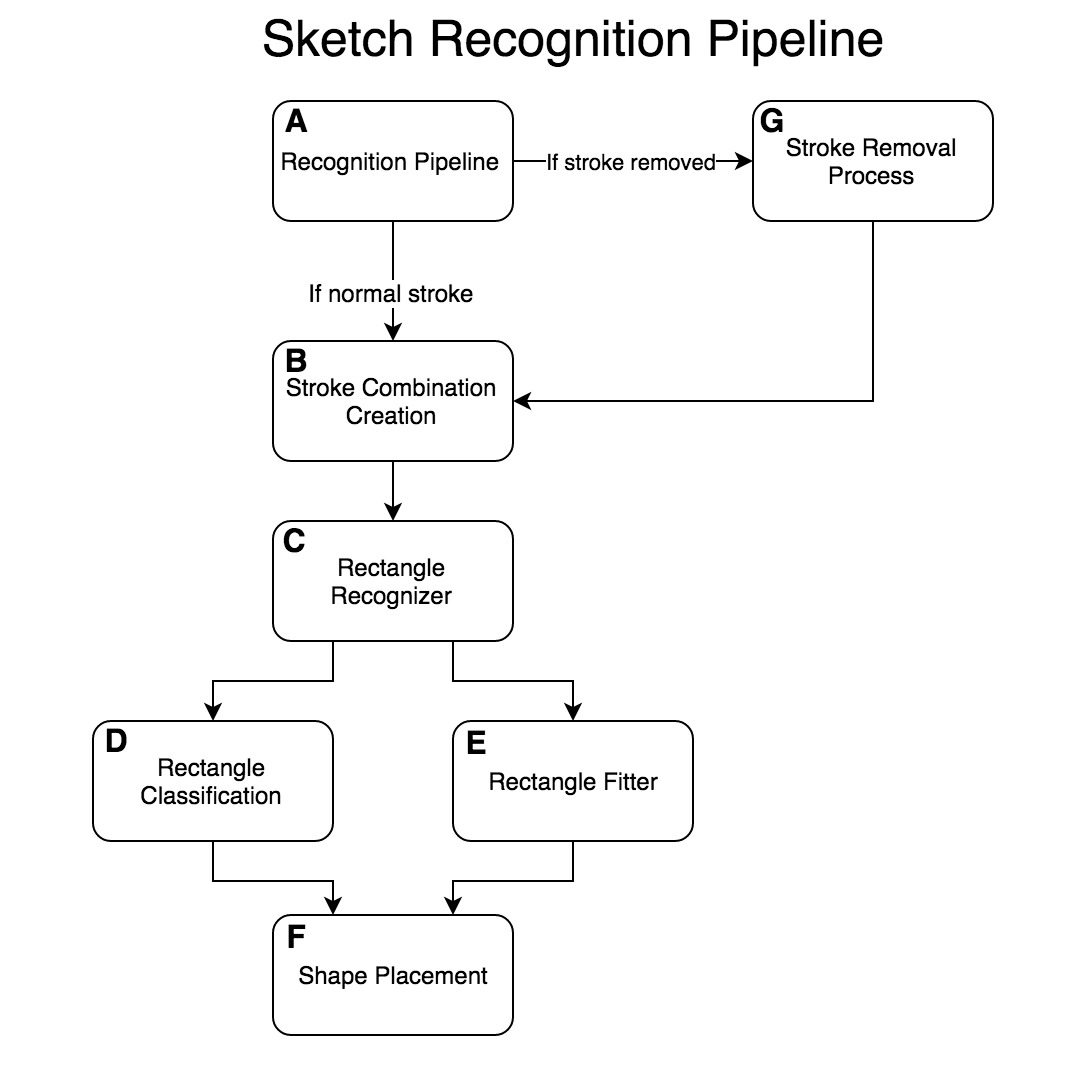 Sketch Recognition Pipeline
A
Recognition Pipeline
If stroke removed
G
Stroke Removal
Process
If normal stroke
B
Stroke Combination
Creation
C
Rectangle
Recognizer
D
Rectangle
Classification
E
Rectangle Fitter
F
Shape Placement